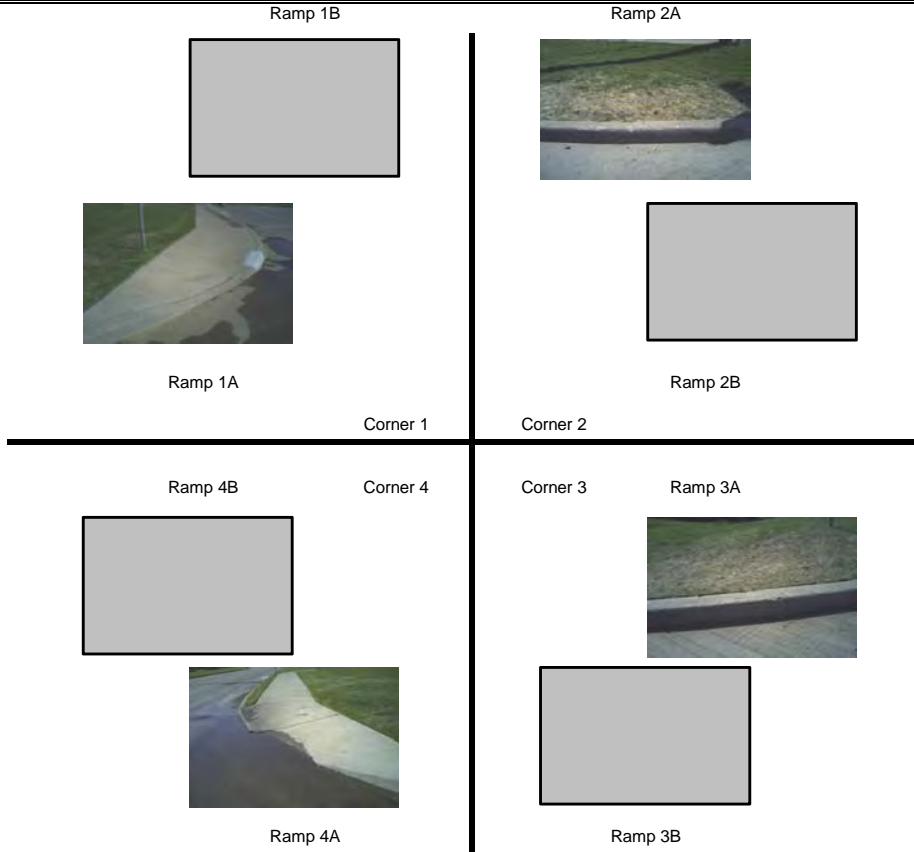 Ramp 1B Ramp 2A
Ramp 1A Ramp 2B
Corner 1 Corner 2
Ramp 4B Corner 4 Corner 3 Ramp 3A
Ramp 4A Ramp 3B